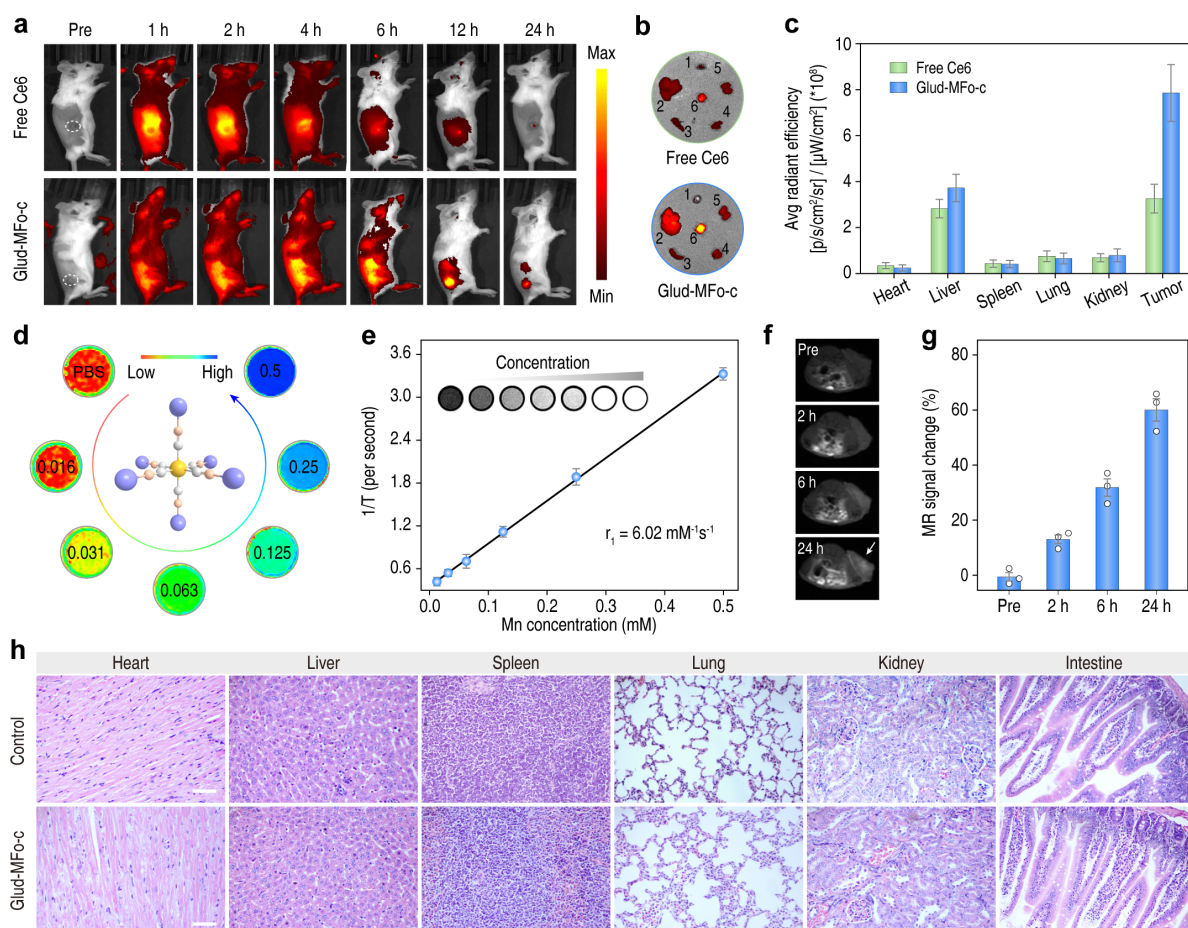 a
Pre 1 h 2 h 4 h 6 h 12 h 24 h
Free Ce6
Glud-MFo-c
Max
Min
b
1
5
2
6
3
4
Free Ce6
1
5
2
6
3
4
Glud-MFo-c
c
Avg radiant efficiency
[p/s/cm²/sr] / [µW/cm²] (*10⁸)
10
8
6
4
2
0
Free Ce6
Glud-MFo-c
Heart Liver Spleen Lung Kidney Tumor
d
PBS
Low High
0.5
0.016
0.25
0.031
0.125
0.063
e
1/T (per second)
3.6
3.0
2.4
1.8
1.2
0.6
Concentration
r₁ = 6.02 mM⁻¹s⁻¹
0.0 0.1 0.2 0.3 0.4 0.5
Mn concentration (mM)
f
Pre
2 h
6 h
24 h
g
MR signal change (%)
80
60
40
20
0
Pre 2 h 6 h 24 h
h
Heart Liver Spleen Lung Kidney Intestine
Control
Glud-MFo-c